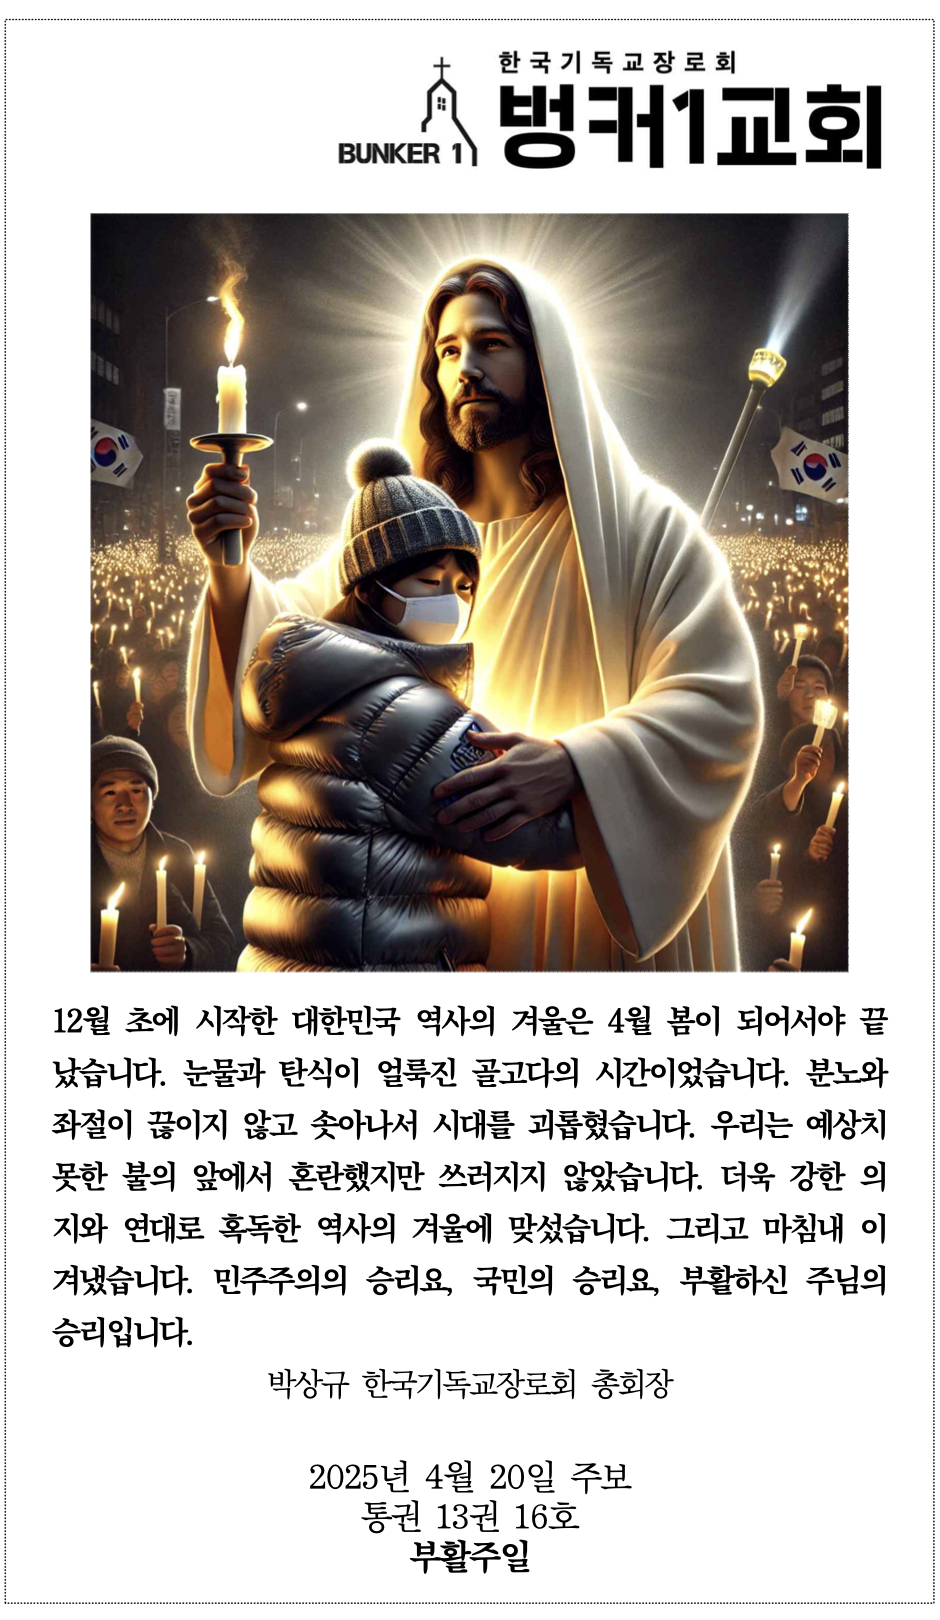 한국기독교장로회
BUNKER 1 벙커1교회
12월 초에 시작한 대한민국 역사의 겨울은 4월 봄이 되어서야 끝
났습니다. 눈물과 탄식이 얼룩진 골고다의 시간이었습니다. 분노와
좌절이 끊이지 않고 솟아나서 시대를 괴롭혔습니다. 우리는 예상치
못한 불의 앞에서 혼란했지만 쓰러지지 않았습니다. 더욱 강한 의
지와 연대로 혹독한 역사의 겨울에 맞섰습니다. 그리고 마침내 이
겨냈습니다. 민주주의의 승리요, 국민의 승리요, 부활하신 주님의
승리입니다.
박상규 한국기독교장로회 총회장
2025년 4월 20일 주보
통권 13권 16호
부활주일